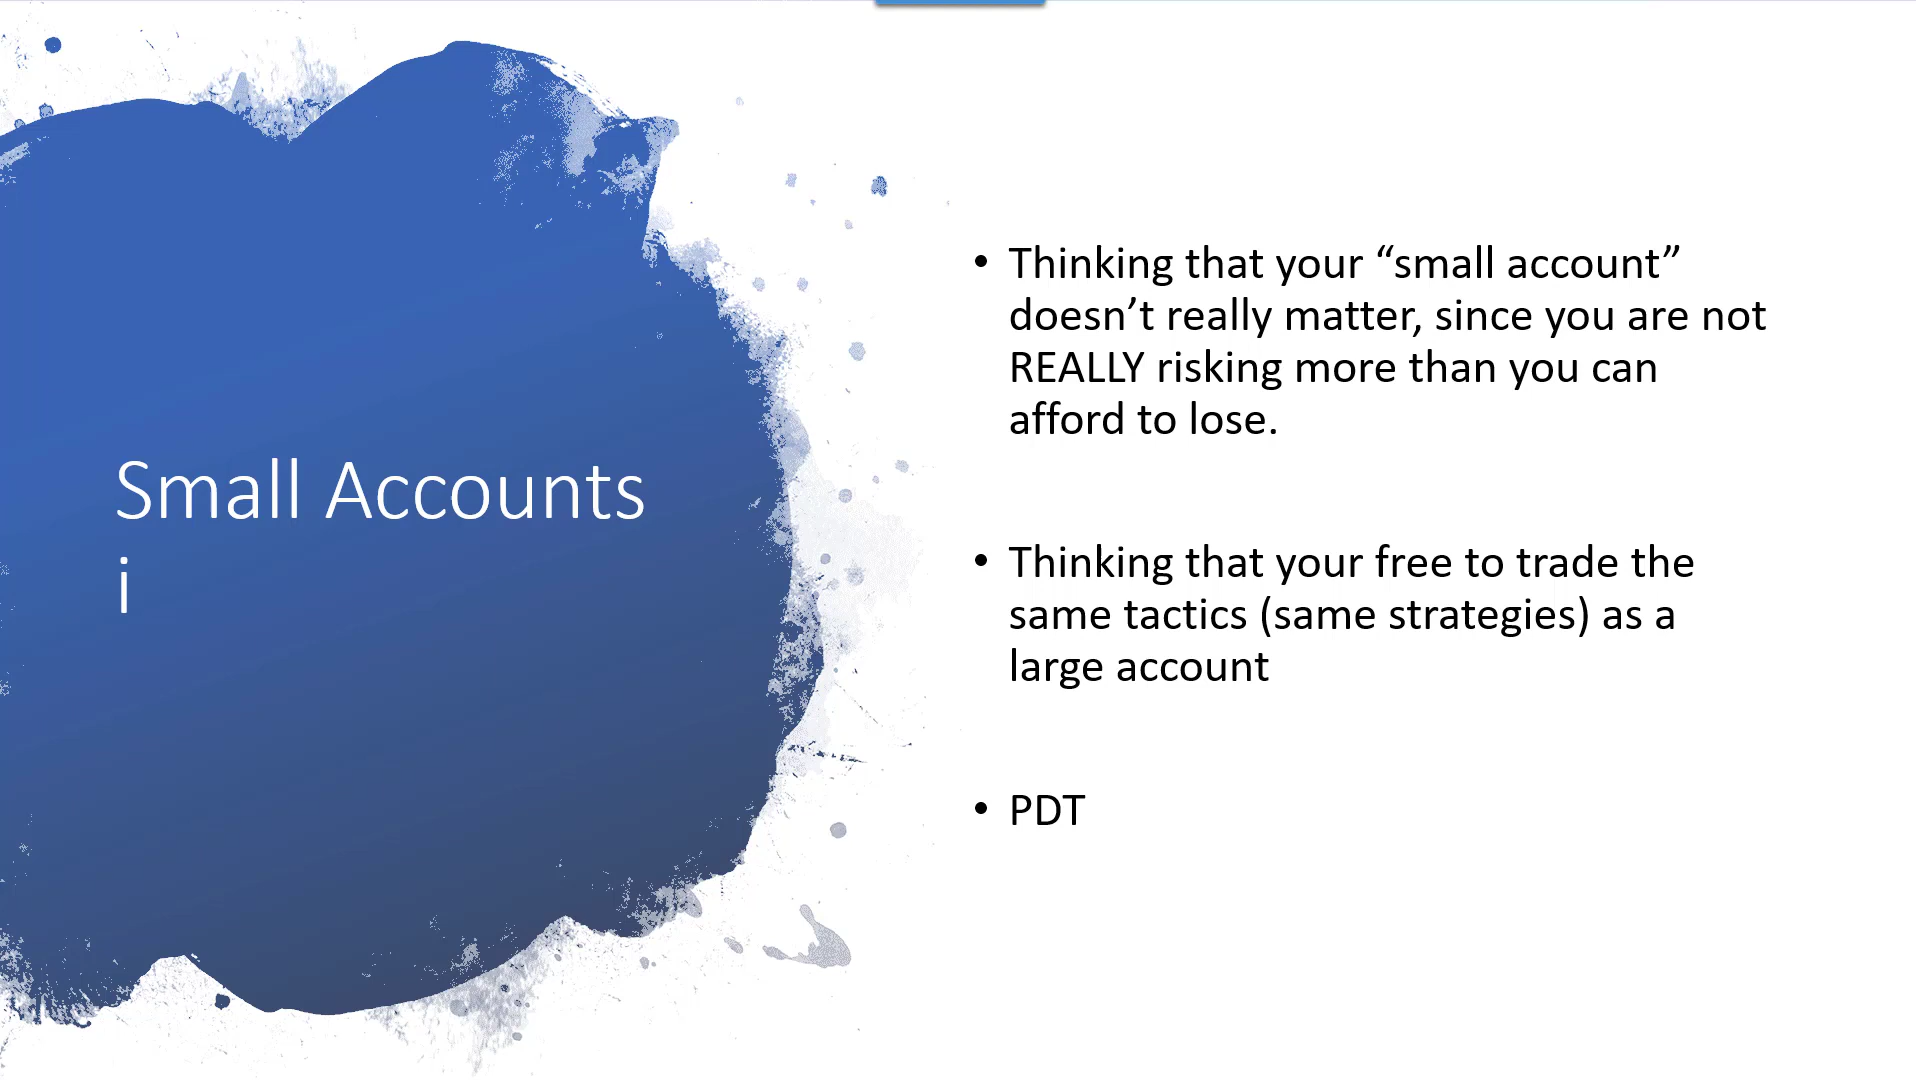 Small Accounts
i
• Thinking that your “small account”
doesn’t really matter, since you are not
REALLY risking more than you can
afford to lose.
• Thinking that your free to trade the
same tactics (same strategies) as a
large account
• PDT